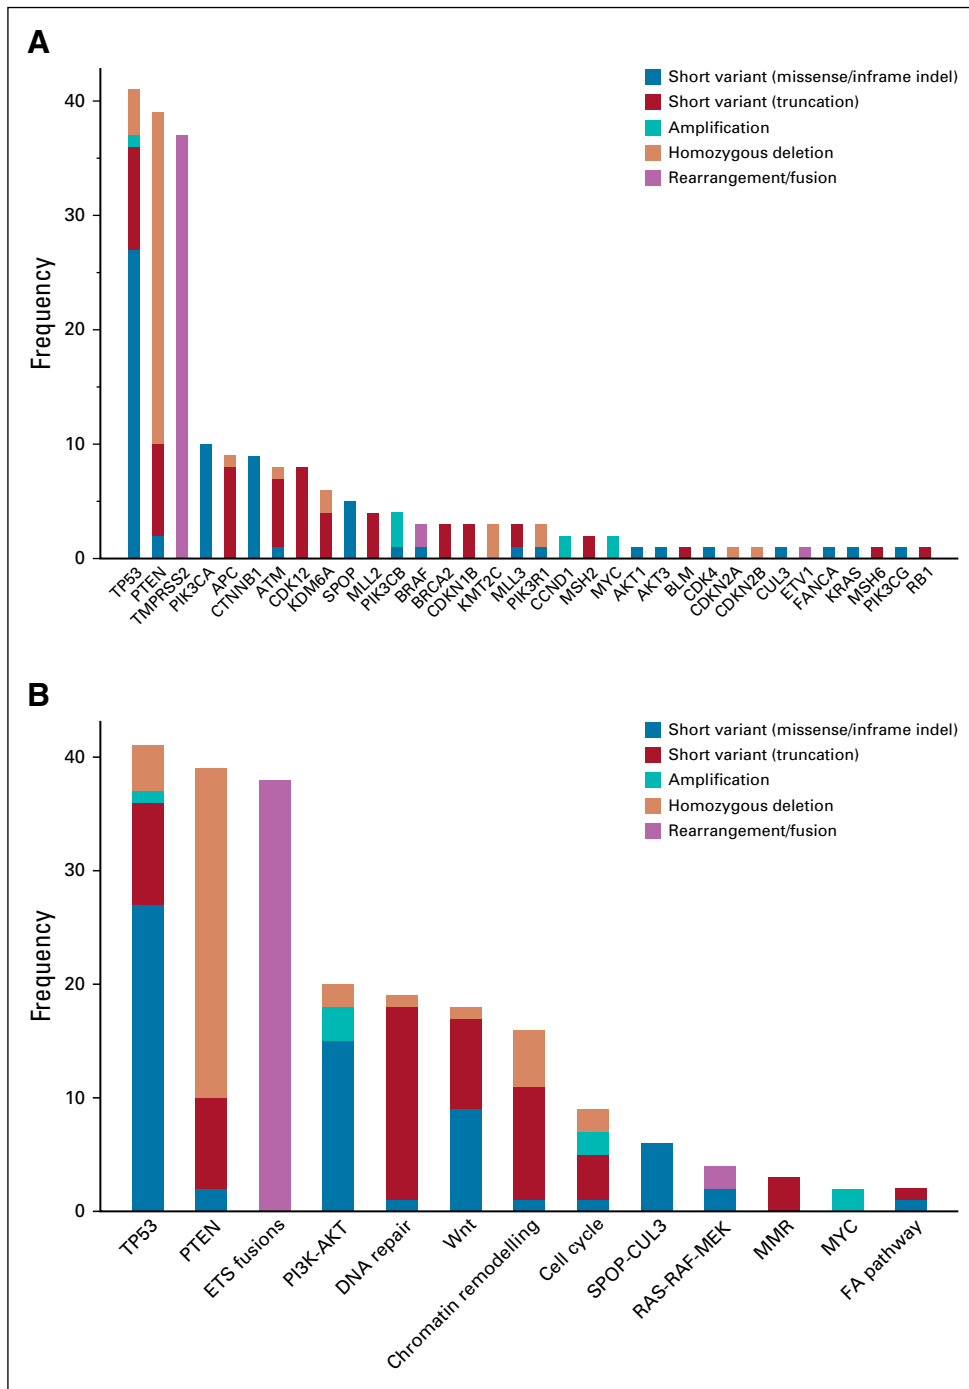 A
Short variant (missense/inframe indel)
Short variant (truncation)
Amplification
Homozygous deletion
Rearrangement/fusion
Frequency
40
30
20
10
0
TP53
PTEN
TMPRSS2
PIK3CA
APC
CTNNB1
ATM
CDK12
KDM6A
SPOP
MLL2
PIK3CB
BRAF
BRCA2
CDKN1B
KMT2C
MLL3
PIK3R1
CCND1
MSH2
MYC
AKT1
AKT3
BLM
CDK4
CDKN2A
CDKN2B
CUL3
ETV1
FANCA
KRAS
MSH6
PIK3CG
RB1
B
Short variant (missense/inframe indel)
Short variant (truncation)
Amplification
Homozygous deletion
Rearrangement/fusion
Frequency
40
30
20
10
0
TP53
PTEN
ETS fusions
PI3K-AKT
DNA repair
Wnt
Chromatin remodelling
Cell cycle
SPOP-CUL3
RAS-RAF-MEK
MMR
MYC
FA pathway